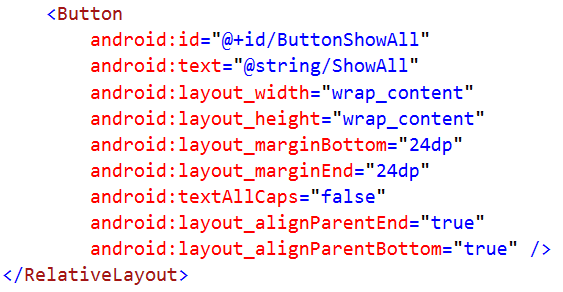 <Button
android:id="@+id/ButtonShowAll"
android:text="@string/ShowAll"
android:layout_width="wrap_content"
android:layout_height="wrap_content"
android:layout_marginBottom="24dp"
android:layout_marginEnd="24dp"
android:textAllCaps="false"
android:layout_alignParentEnd="true"
android:layout_alignParentBottom="true" />
</RelativeLayout>